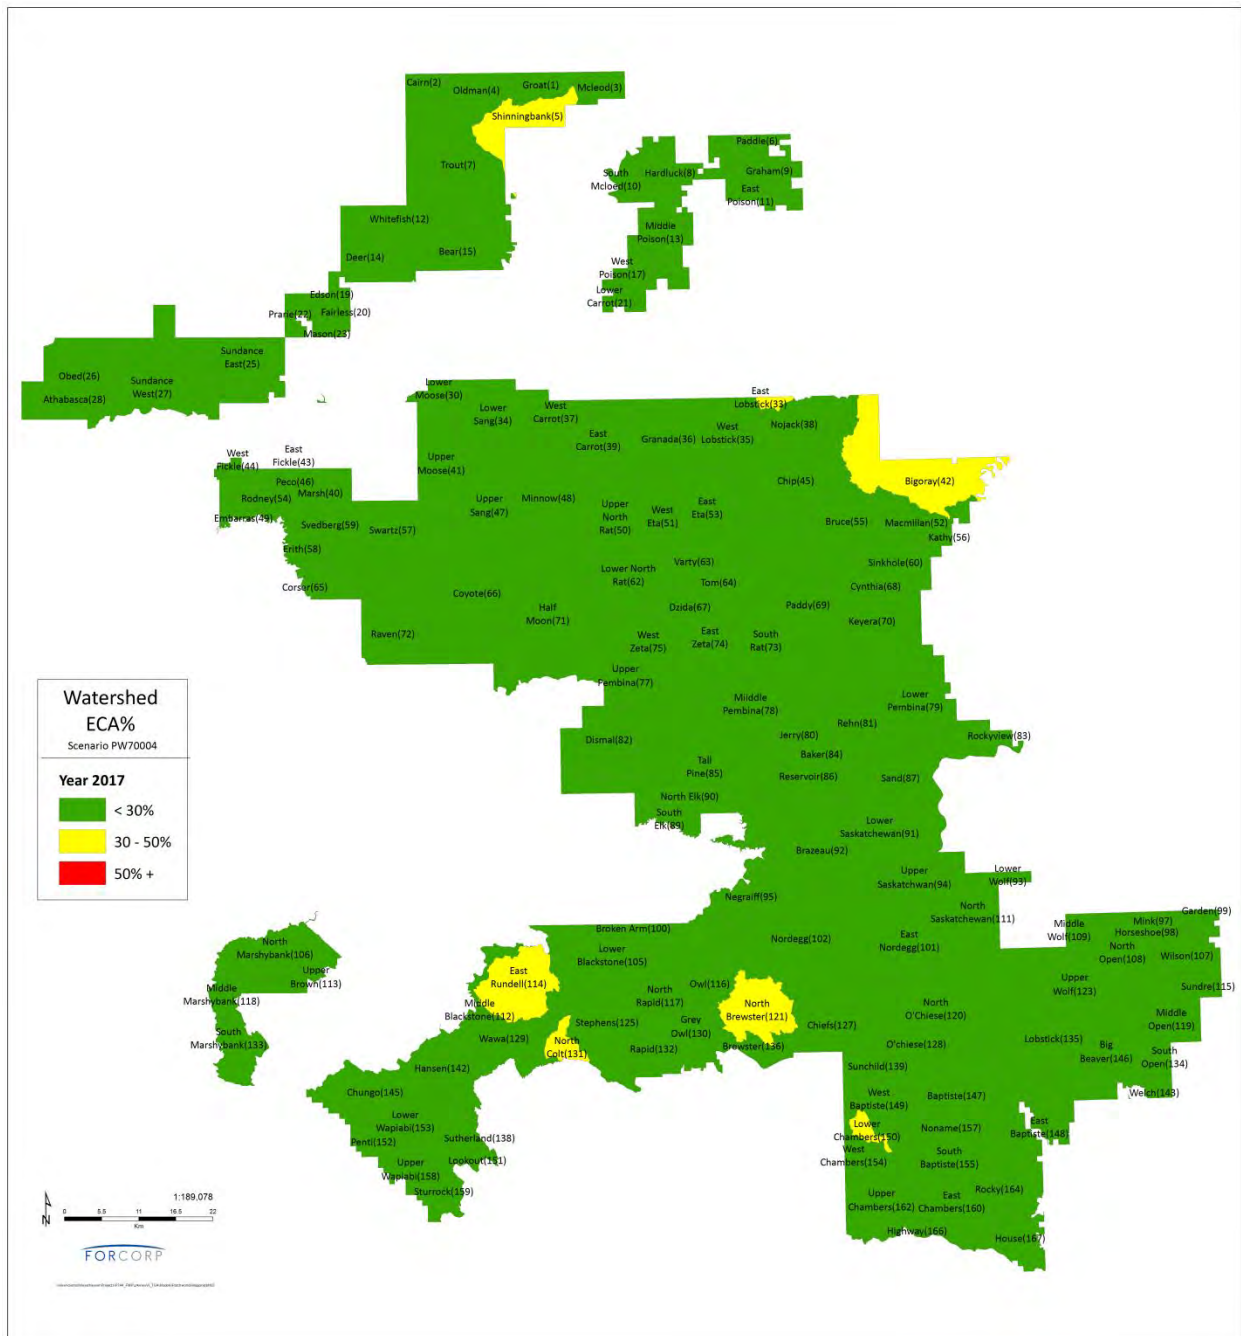 Cairn(2)
Oldman(4)
Groat(1)
Mcleod(3)
Shinningbank(5)
Trout(7)
Paddle(6)
South
Mcloed(10)
Hardluck(8)
Graham(9)
East
Poison(11)
Whitefish(12)
Middle
Poison(13)
Deer(14)
Bear(15)
West
Poison(17)
Lower
Carrot(21)
Edson(19)
Prarie(22)
Fairless(20)
Mason(23)
Sundance
East(25)
Obed(26)
Sundance
West(27)
Athabasca(28)
Lower
Moose(30)
East
Lobstick(33)
Lower
Sang(34)
West
Carrot(37)
East
Carrot(39)
Granada(36)
West
Lobstick(35)
Nojack(38)
West
Fickle(44)
East
Fickle(43)
Upper
Moose(41)
Peco(46)
Marsh(40)
Rodney(54)
Chip(45)
Bigoray(42)
Upper
Sang(47)
Minnow(48)
Upper
North
Rat(50)
West
Eta(51)
East
Eta(53)
Embarras(49)
Svedberg(59)
Swartz(57)
Bruce(55)
Macmillan(52)
Kathy(56)
Erith(58)
Corser(65)
Coyote(66)
Lower North
Rat(62)
Varty(63)
Tom(64)
Sinkhole(60)
Cynthia(68)
Half
Moon(71)
Dzida(67)
Paddy(69)
Keyera(70)
Raven(72)
West
Zeta(75)
East
Zeta(74)
South
Rat(73)
Upper
Pembina(77)
Miiddle
Pembina(78)
Lower
Pembina(79)
Dismal(82)
Jerry(80)
Rehn(81)
Rockyview(83)
Baker(84)
Tall
Pine(85)
Reservoir(86)
Sand(87)
North Elk(90)
South
Elk(89)
Lower
Saskatchewan(91)
Brazeau(92)
Upper
Saskatchwan(94)
Lower
Wolf(93)
Negraiff(95)
North
Saskatchewan(111)
Garden(99)
Mink(97)
Horseshoe(98)
Middle
Wolf(109)
Broken Arm(100)
Nordegg(102)
East
Nordegg(101)
North
Open(108)
Wilson(107)
North
Marshybank(106)
Lower
Blackstone(105)
Upper
Brown(113)
East
Rundell(114)
Owl(116)
Upper
Wolf(123)
Sundre(115)
Middle
Marshybank(118)
Middle
Blackstone(112)
North
Rapid(117)
North
Brewster(121)
North
O'Chiese(120)
Middle
Open(119)
Stephens(125)
Grey
Owl(130)
Chiefs(127)
South
Marshybank(133)
Wawa(129)
North
Colt(131)
Rapid(132)
Brewster(136)
O'chiese(128)
Lobstick(135)
Big
Beaver(146)
South
Open(134)
Hansen(142)
Sunchild(139)
Chungo(145)
West
Baptiste(149)
Baptiste(147)
Welch(143)
Lower
Wapiabi(153)
Lower
Chambers(150)
Noname(157)
East
Baptiste(148)
Penti(152)
Sutherland(138)
West
Chambers(154)
South
Baptiste(155)
Upper
Wapiabi(158)
Lookout(151)
Sturrock(159)
Upper
Chambers(162)
East
Chambers(160)
Rocky(164)
Highway(166)
House(167)
Watershed
ECA%
Scenario PW70004
Year 2017
< 30%
30 - 50%
50% +
1:189,078
0 5.5 11 16.5 22
Km
N
FORCORP